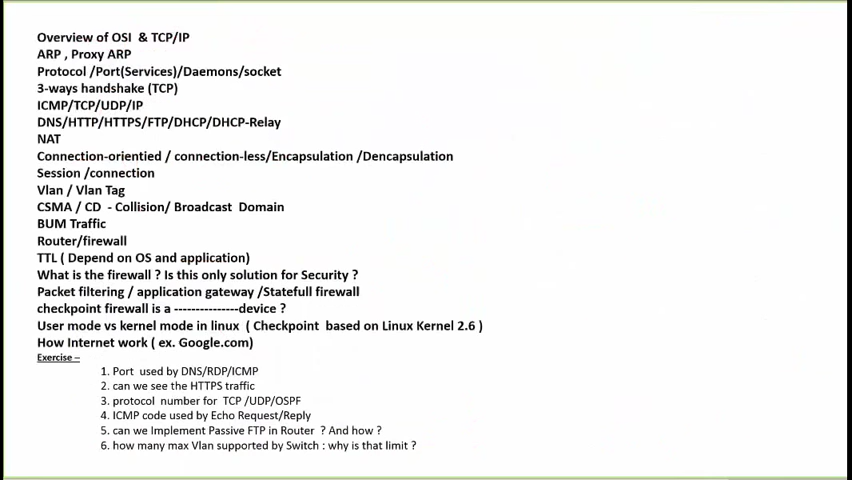 Overview of OSI & TCP/IP
ARP , Proxy ARP
Protocol /Port(Services)/Daemons/socket
3-ways handshake (TCP)
ICMP/TCP/UDP/IP
DNS/HTTP/HTTPS/FTP/DHCP/DHCP-Relay
NAT
Connection-orientied / connection-less/Encapsulation /Dencapsulation
Session /connection
Vlan / Vlan Tag
CSMA / CD - Collision/ Broadcast Domain
BUM Traffic
Router/firewall
TTL ( Depend on OS and application)
What is the firewall ? Is this only solution for Security ?
Packet filtering / application gateway /Statefull firewall
checkpoint firewall is a ---------------device ?
User mode vs kernel mode in linux ( Checkpoint based on Linux Kernel 2.6 )
How Internet work ( ex. Google.com)
Exercise –
1. Port used by DNS/RDP/ICMP
2. can we see the HTTPS traffic
3. protocol number for TCP /UDP/OSPF
4. ICMP code used by Echo Request/Reply
5. can we Implement Passive FTP in Router ? And how ?
6. how many max Vlan supported by Switch : why is that limit ?